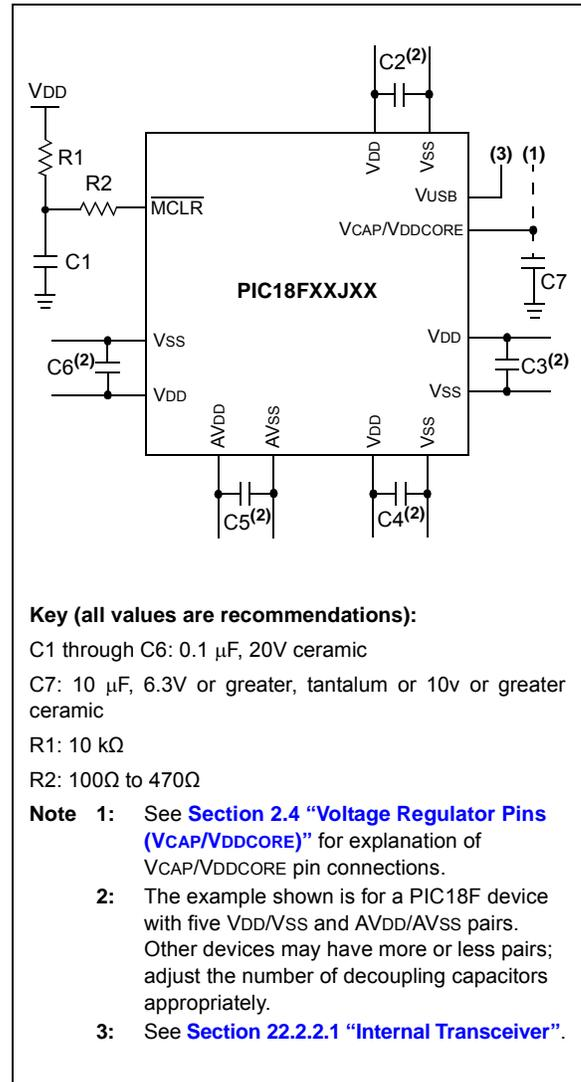 C2(2)
VDD
VDD
VSS
(3) (1)
R1
R2
MCLR
VUSB
VCAP/VDDCORE
C1
C7
PIC18FXXJXX
VSS
VDD
C6(2)
C3(2)
VDD
VSS
AVDD
AVSS
VDD
VSS
C5(2)
C4(2)
Key (all values are recommendations):
C1 through C6: 0.1 μF, 20V ceramic
C7: 10 μF, 6.3V or greater, tantalum or 10v or greater
ceramic
R1: 10 kΩ
R2: 100Ω to 470Ω
Note 1: See Section 2.4 “Voltage Regulator Pins
(VCAP/VDDCORE)” for explanation of
VCAP/VDDCORE pin connections.
2: The example shown is for a PIC18F device
with five VDD/VSS and AVDD/AVSS pairs.
Other devices may have more or less pairs;
adjust the number of decoupling capacitors
appropriately.
3: See Section 22.2.2.1 “Internal Transceiver”.